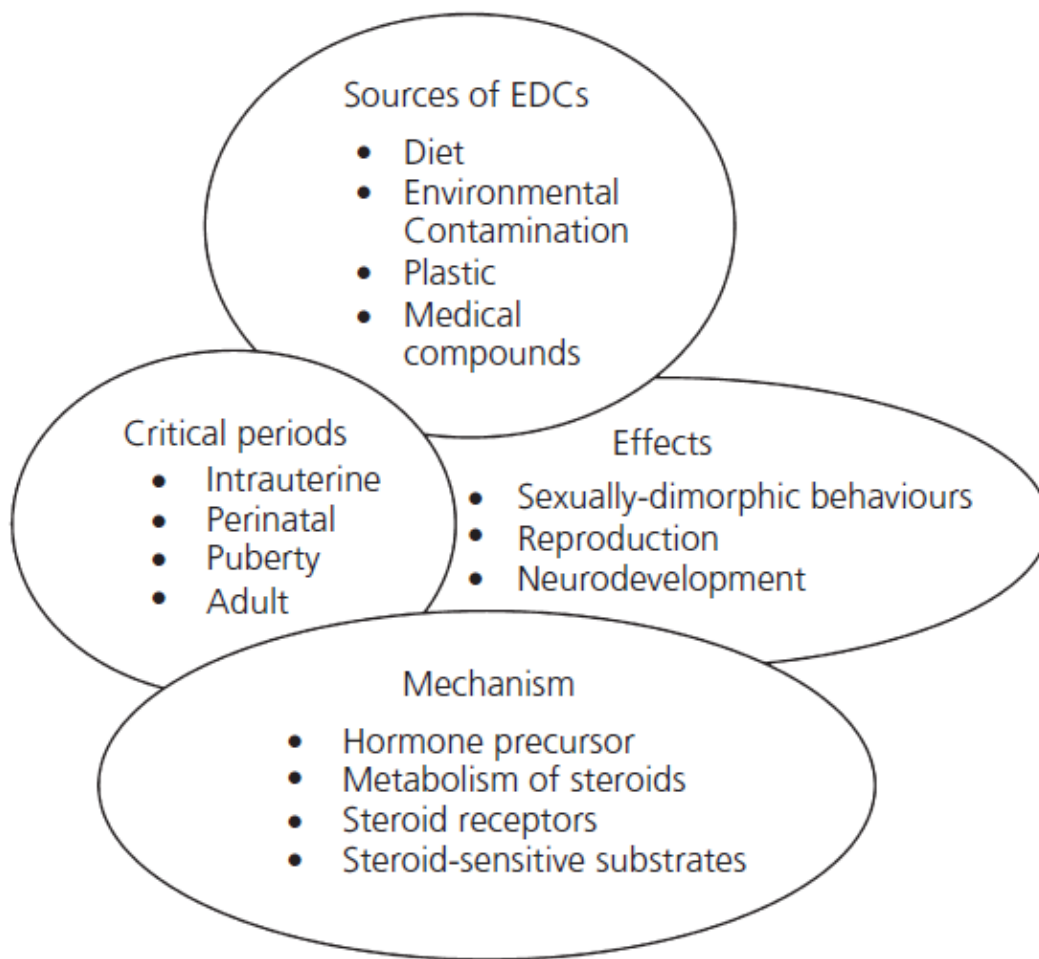 Sources of EDCs
• Diet
• Environmental
Contamination
• Plastic
• Medical
compounds
Critical periods
• Intrauterine
• Perinatal
• Puberty
• Adult
Effects
• Sexually-dimorphic behaviours
• Reproduction
• Neurodevelopment
Mechanism
• Hormone precursor
• Metabolism of steroids
• Steroid receptors
• Steroid-sensitive substrates